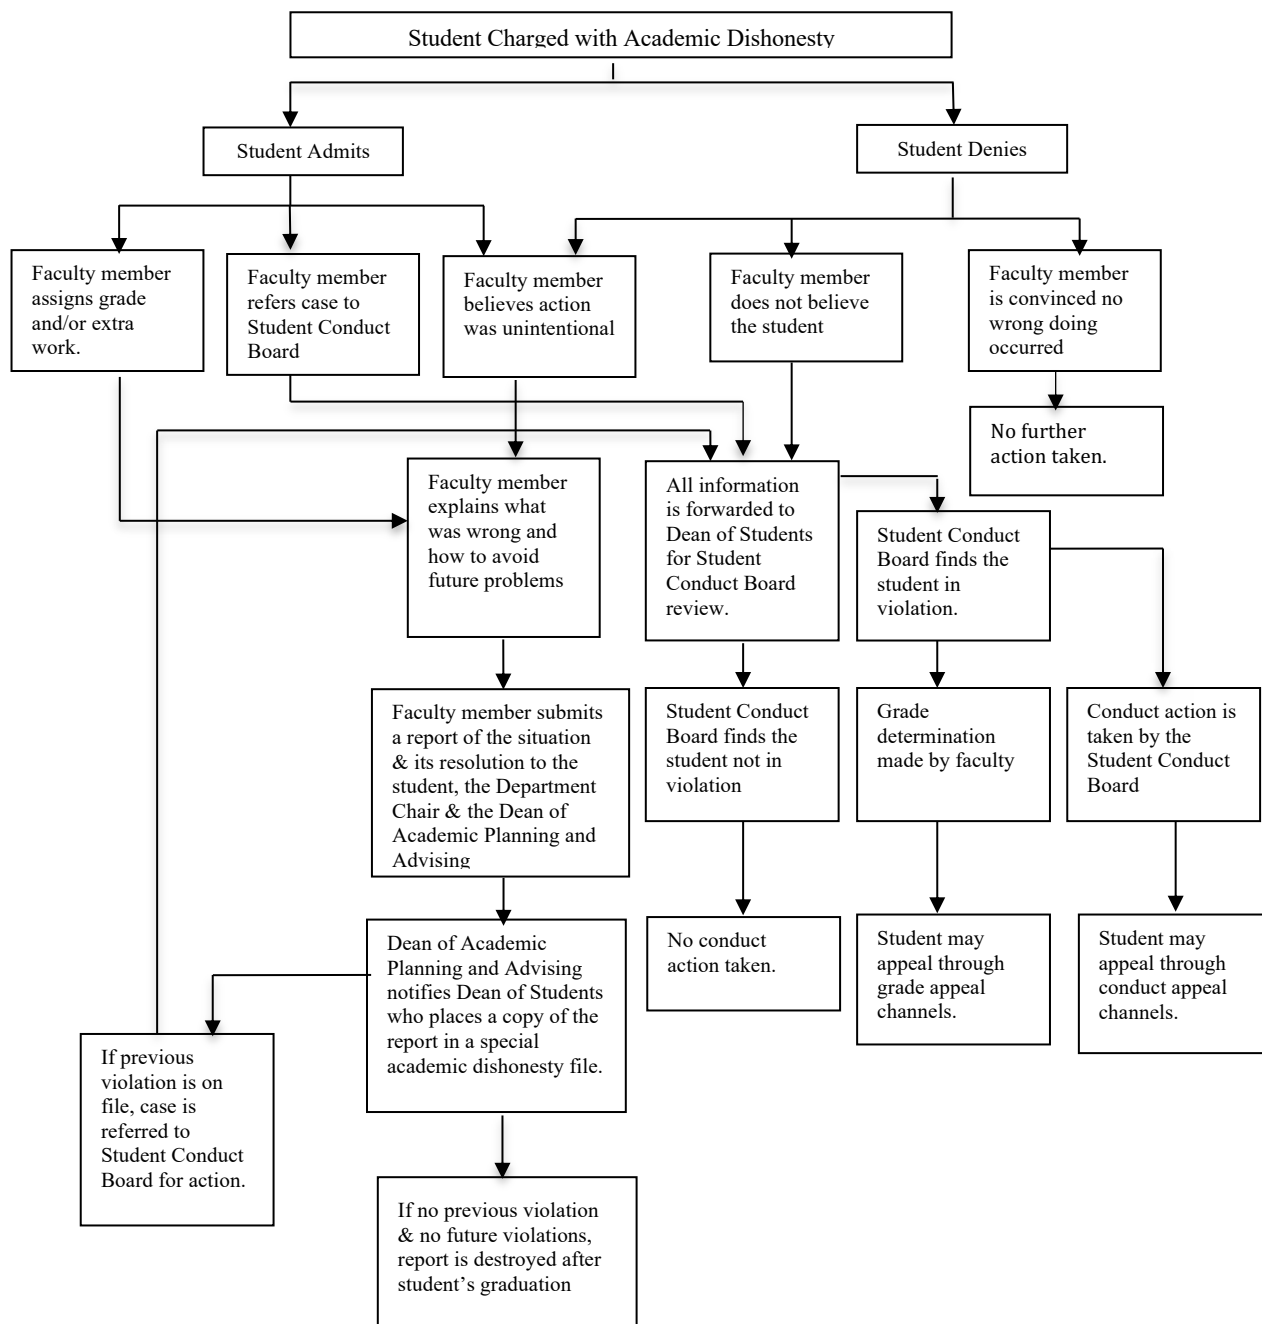 Student Charged with Academic Dishonesty
Student Admits
Student Denies
Faculty member
assigns grade
and/or extra
work.
Faculty member
refers case to
Student Conduct
Board
Faculty member
believes action
was unintentional
Faculty member
does not believe
the student
Faculty member
is convinced no
wrong doing
occurred
No further
action taken.
Faculty member
explains what
was wrong and
how to avoid
future problems
All information
is forwarded to
Dean of Students
for Student
Conduct Board
review.
Student Conduct
Board finds the
student in
violation.
Faculty member submits
a report of the situation
& its resolution to the
student, the Department
Chair & the Dean of
Academic Planning and
Advising
Student Conduct
Board finds the
student not in
violation
Grade
determination
made by faculty
Conduct action is
taken by the
Student Conduct
Board
Dean of Academic
Planning and Advising
notifies Dean of Students
who places a copy of the
report in a special
academic dishonesty file.
No conduct
action taken.
Student may
appeal through
grade appeal
channels.
Student may
appeal through
conduct appeal
channels.
If previous
violation is on
file, case is
referred to
Student Conduct
Board for action.
If no previous violation
& no future violations,
report is destroyed after
student’s graduation